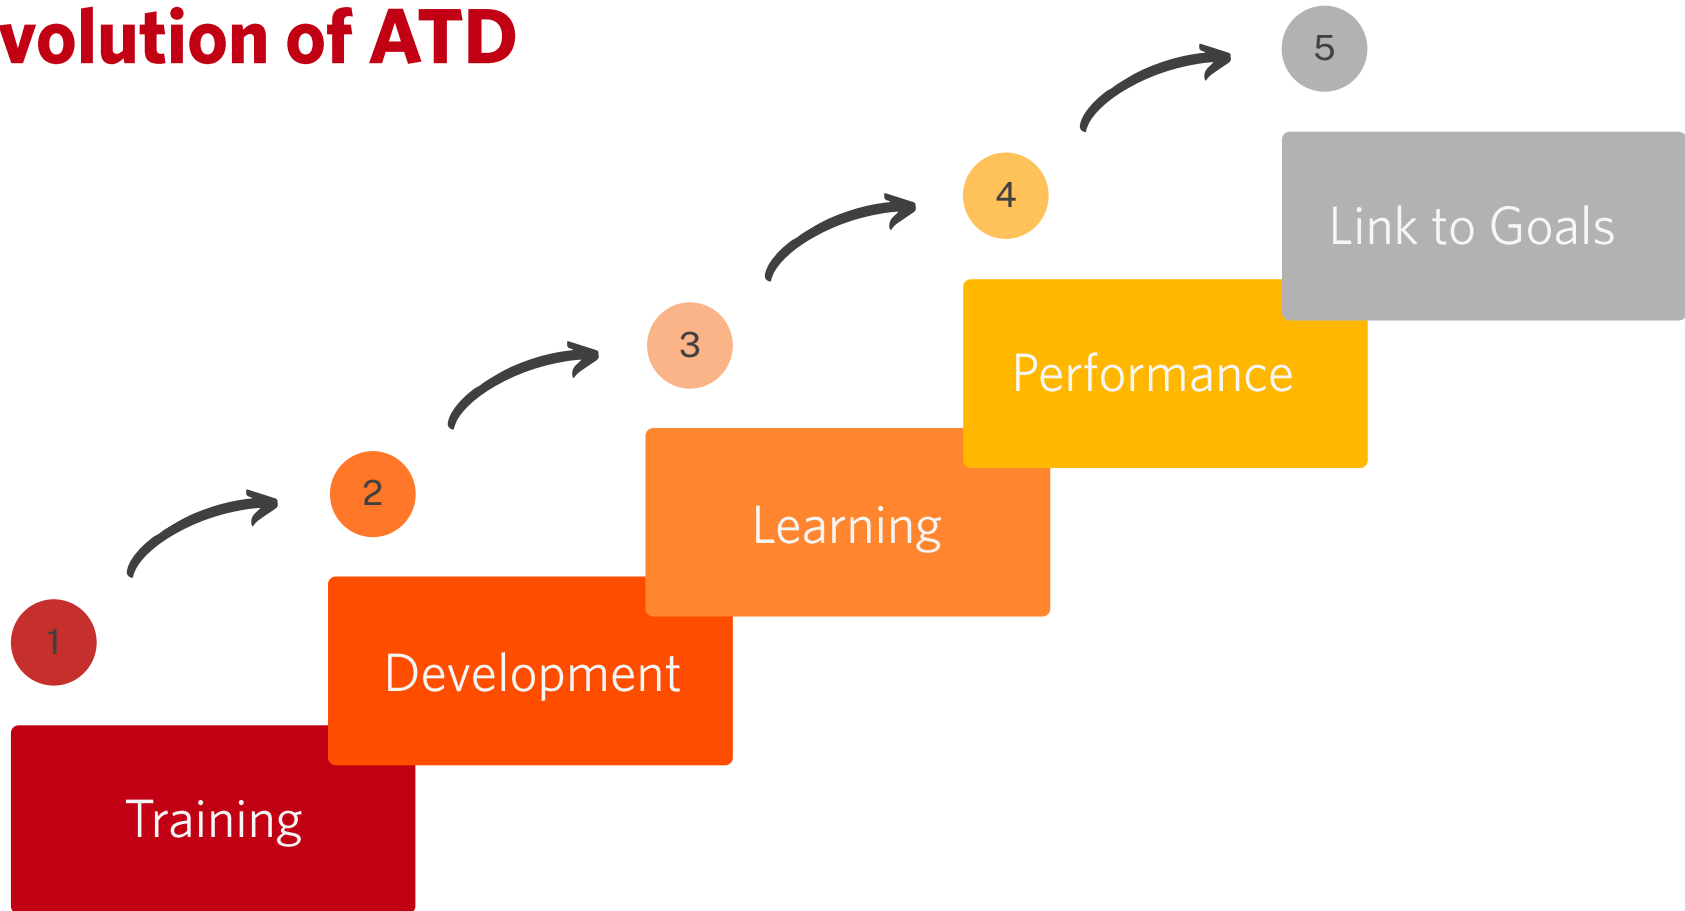 volution of ATD
5
Link to Goals
4
Performance
3
Learning
2
Development
1
Training